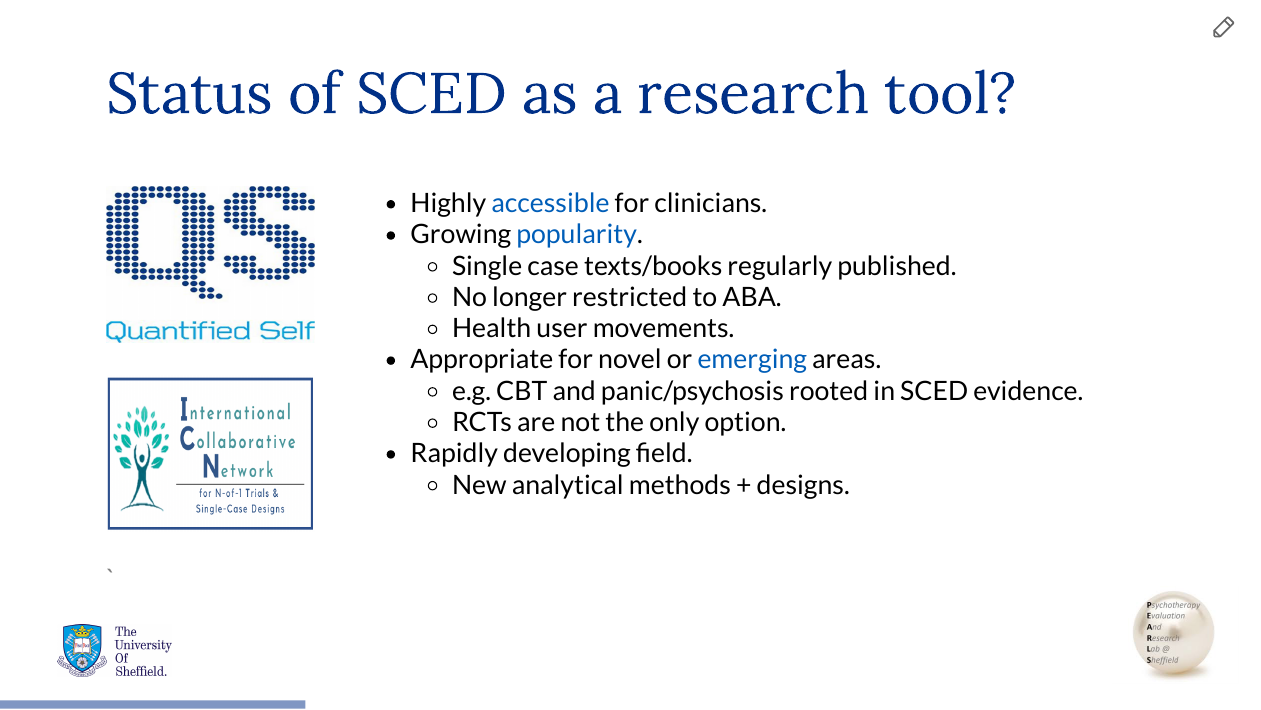 Status of SCED as a research tool?
QS
Quantified Self
• Highly accessible for clinicians.
• Growing popularity.
◦ Single case texts/books regularly published.
◦ No longer restricted to ABA.
◦ Health user movements.
• Appropriate for novel or emerging areas.
◦ e.g. CBT and panic/psychosis rooted in SCED evidence.
◦ RCTs are not the only option.
• Rapidly developing field.
◦ New analytical methods + designs.
International
Collaborative
Network
for N-of-1 Trials &
Single-Case Designs
`
The
University
Of
Sheffield.
Psychotherapy
Evaluation
And
Research
Lab @
Sheffield